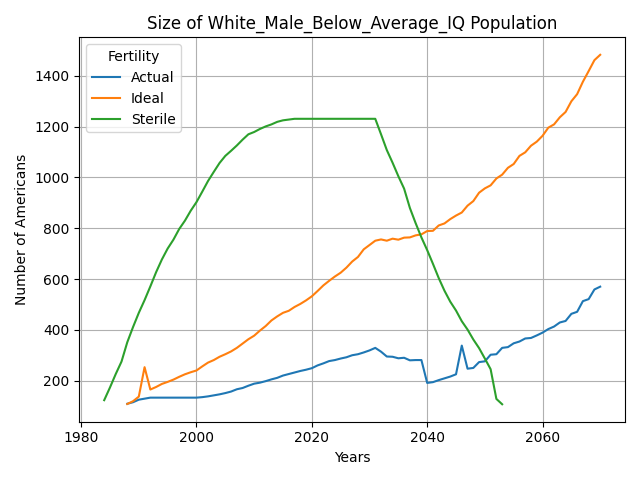 Size of White_Male_Below_Average_IQ Population
Fertility
Actual
Ideal
Sterile
Number of Americans
1400
1200
1000
800
600
400
200
1980
2000
2020
2040
2060
Years